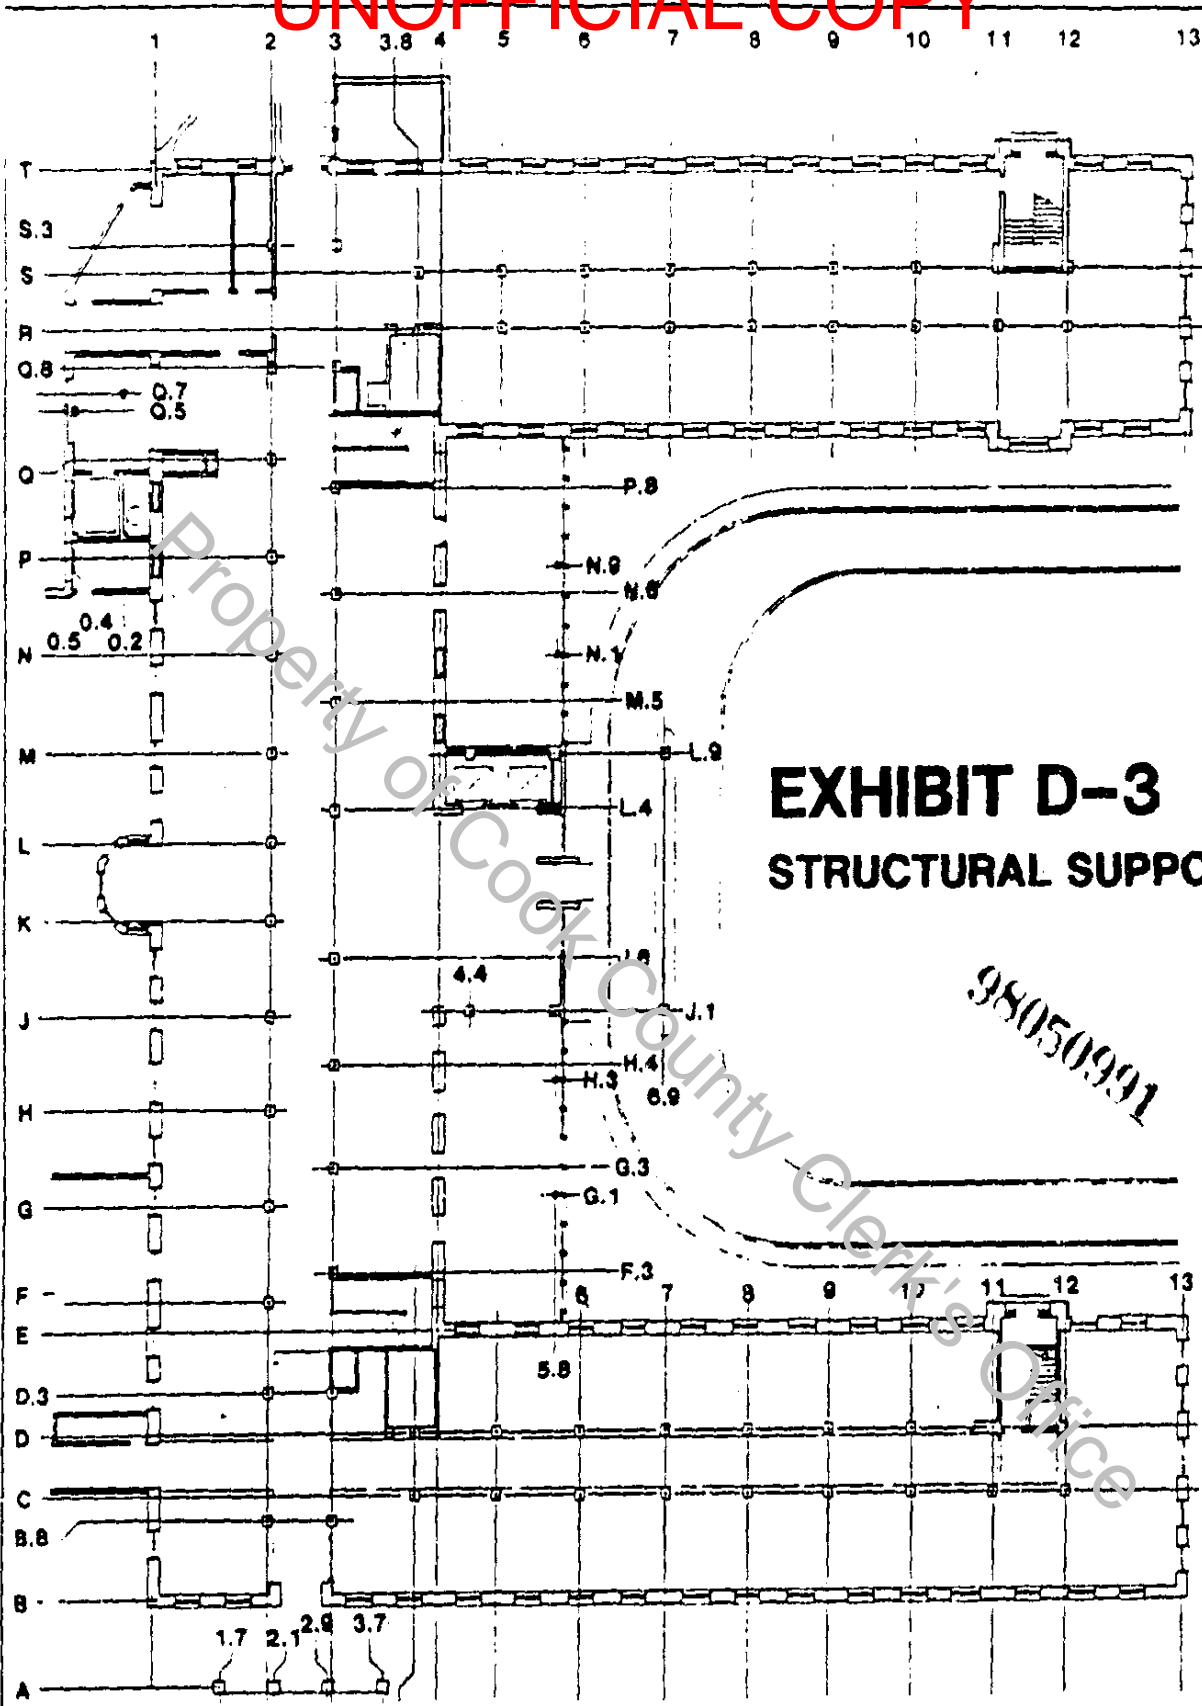 UNOFFICIAL COPY
1 2 3 3.8 4 5 6 7 8 9 10 11 12 13
T
S.3
S
R
Q.8
Q.7
Q.5
Q
P.8
P
N.9
N.6
0.4
0.5 0.2
N
N.1
M.5
M
L.9
EXHIBIT D-3
L.4
L
STRUCTURAL SUPPO
K
J.6
4.4
98050991
J
J.1
H.4
H.3
6.9
H
G.3
G.1
G
F.3
F
6 7 8 9 10 11 12 13
E
5.8
D.3
D
C
B.8
B
1.7 2.1 2.9 3.7
A
Property of Cook County Clerk's Office